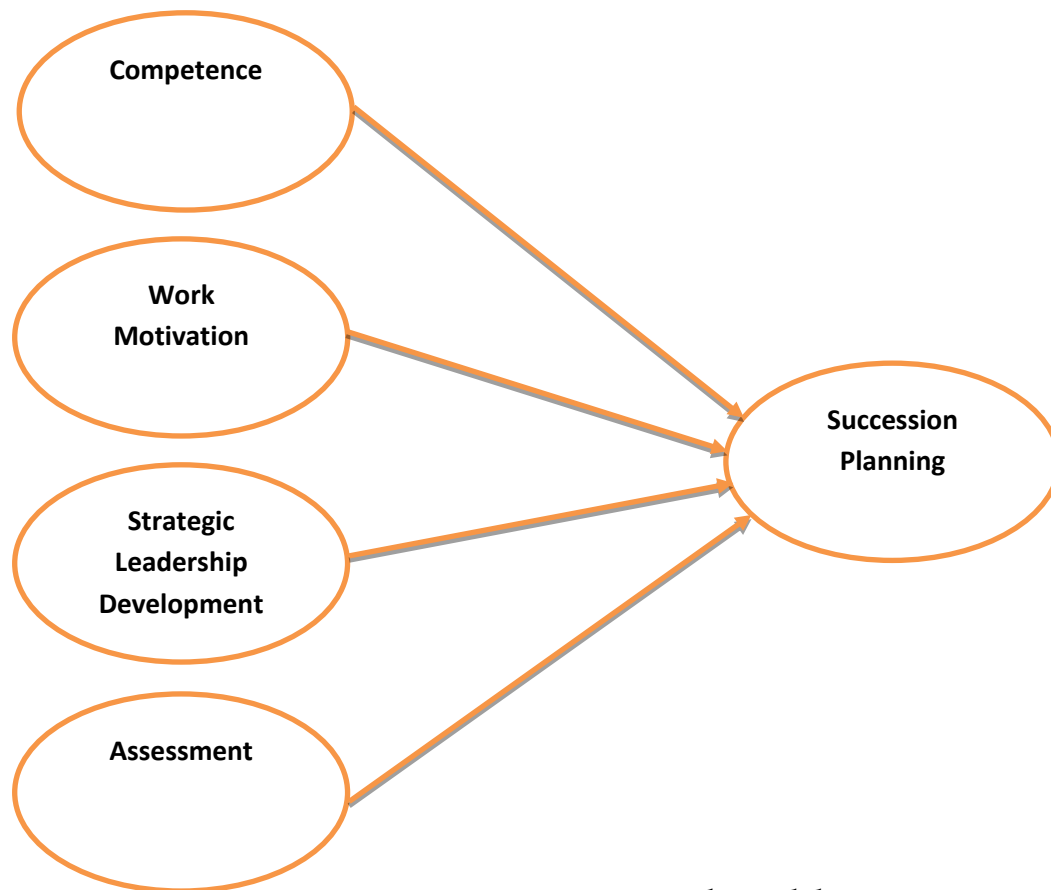 Competence
Work
Motivation
Succession
Planning
Strategic
Leadership
Development
Assessment